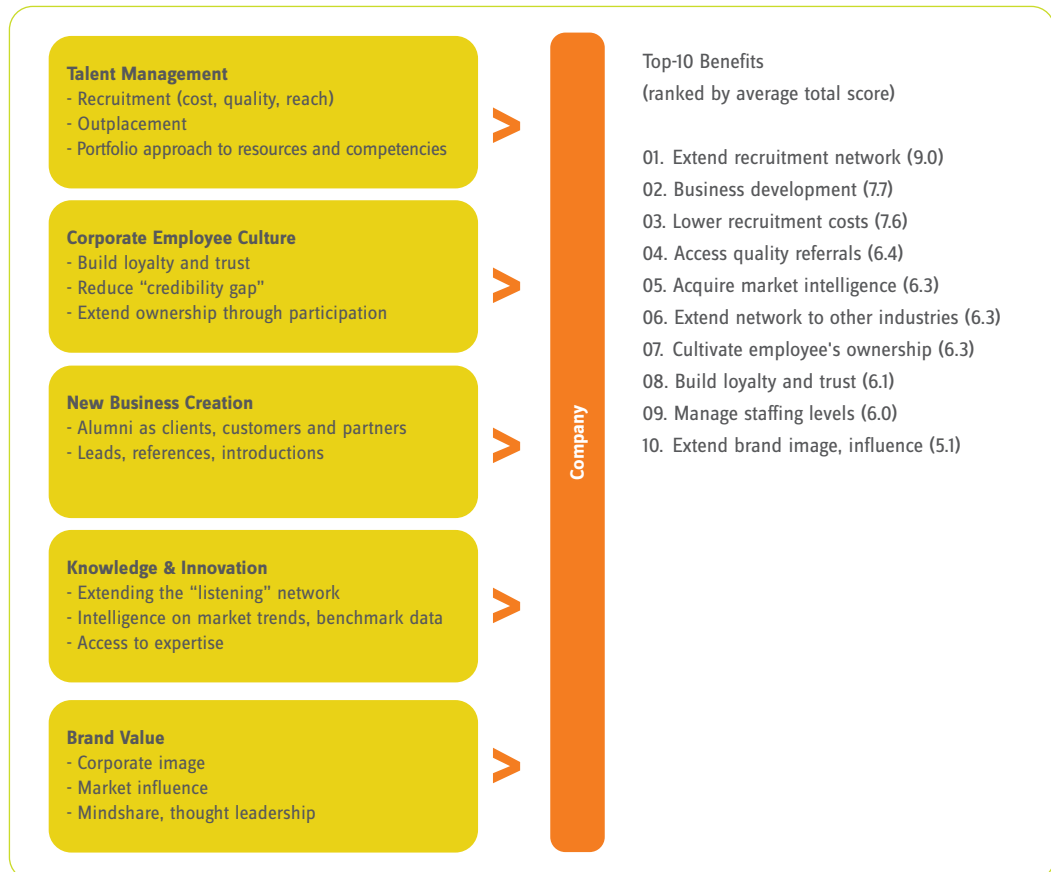 Talent Management
- Recruitment (cost, quality, reach)
- Outplacement
- Portfolio approach to resources and competencies
Corporate Employee Culture
- Build loyalty and trust
- Reduce “credibility gap”
- Extend ownership through participation
New Business Creation
- Alumni as clients, customers and partners
- Leads, references, introductions
Knowledge & Innovation
- Extending the “listening” network
- Intelligence on market trends, benchmark data
- Access to expertise
Brand Value
- Corporate image
- Market influence
- Mindshare, thought leadership
>
>
>
>
>
Company
Top-10 Benefits
(ranked by average total score)
01. Extend recruitment network (9.0)
02. Business development (7.7)
03. Lower recruitment costs (7.6)
04. Access quality referrals (6.4)
05. Acquire market intelligence (6.3)
06. Extend network to other industries (6.3)
07. Cultivate employee's ownership (6.3)
08. Build loyalty and trust (6.1)
09. Manage staffing levels (6.0)
10. Extend brand image, influence (5.1)